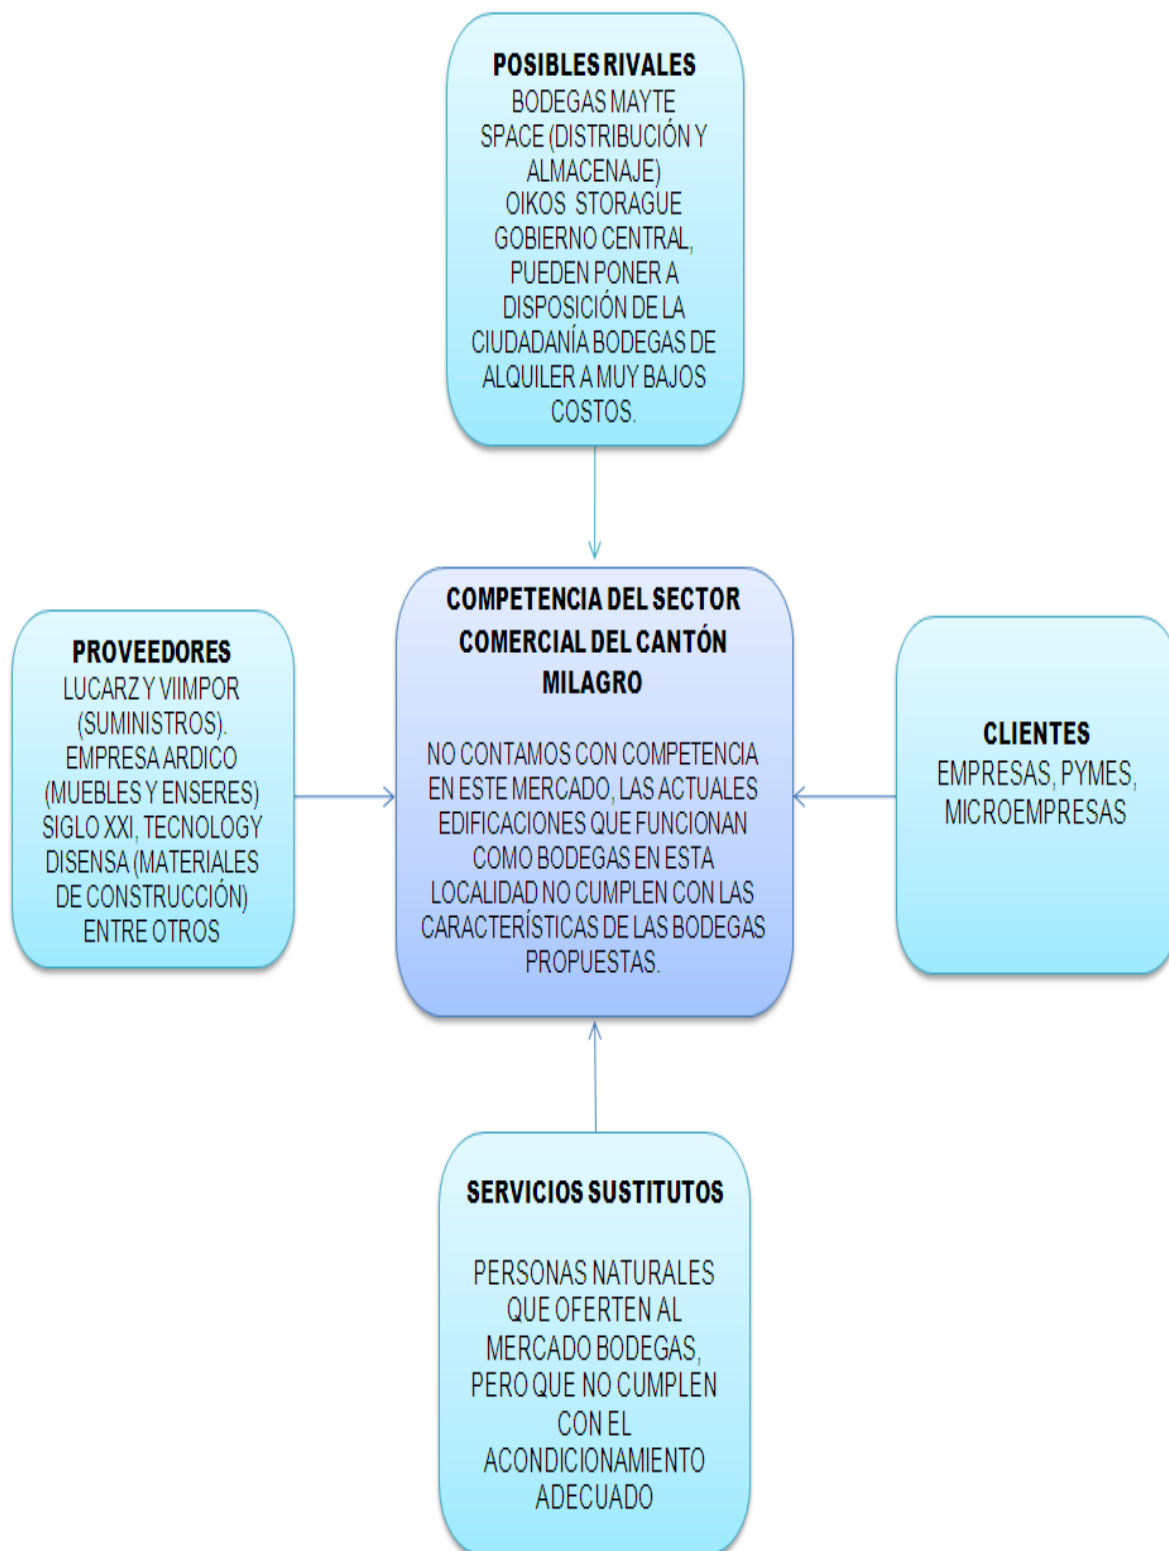 POSIBLES RIVALES
BODEGAS MAYTE
SPACE (DISTRIBUCIÓN Y
ALMACENAJE)
OIKOS STORAGUE
GOBIERNO CENTRAL,
PUEDEN PONER A
DISPOSICIÓN DE LA
CIUDADANÍA BODEGAS DE
ALQUILER A MUY BAJOS
COSTOS.
PROVEEDORES
LUCARZ Y VIIMPOR
(SUMINISTROS).
EMPRESA ARDICO
(MUEBLES Y ENSERES)
SIGLO XXI, TECNOLOGY
DISENSA (MATERIALES
DE CONSTRUCCIÓN)
ENTRE OTROS
COMPETENCIA DEL SECTOR
COMERCIAL DEL CANTÓN
MILAGRO
NO CONTAMOS CON COMPETENCIA
EN ESTE MERCADO, LAS ACTUALES
EDIFICACIONES QUE FUNCIONAN
COMO BODEGAS EN ESTA
LOCALIDAD NO CUMPLEN CON LAS
CARACTERÍSTICAS DE LAS BODEGAS
PROPUESTAS.
CLIENTES
EMPRESAS, PYMES,
MICROEMPRESAS
SERVICIOS SUSTITUTOS
PERSONAS NATURALES
QUE OFERTEN AL
MERCADO BODEGAS,
PERO QUE NO CUMPLEN
CON EL
ACONDICIONAMIENTO
ADECUADO